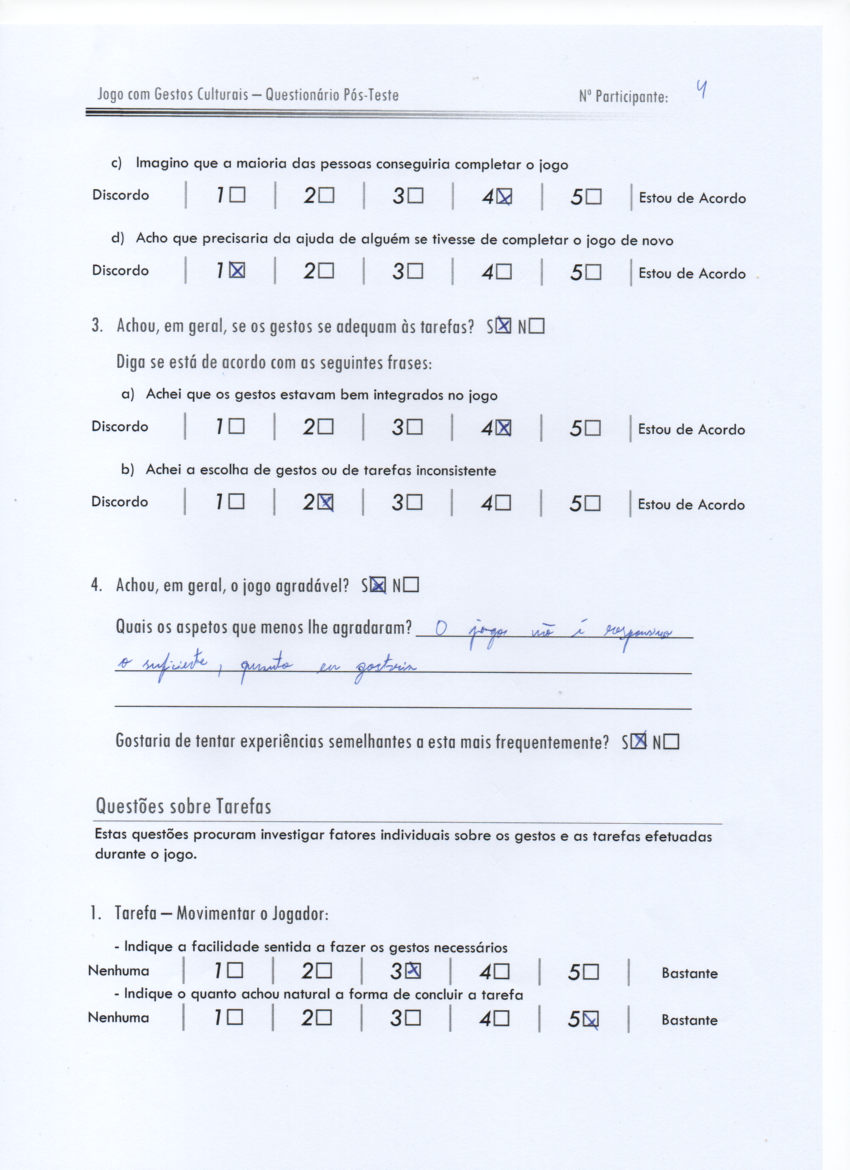 Jogo com Gestos Culturais – Questionário Pós-Teste Nº Participante: 4
c) Imagino que a maioria das pessoas conseguiria completar o jogo
Discordo 1☐ 2☐ 3☐ 4☒ 5☐ Estou de Acordo
d) Acho que precisaria da ajuda de alguém se tivesse de completar o jogo de novo
Discordo 1☒ 2☐ 3☐ 4☐ 5☐ Estou de Acordo
3. Achou, em geral, se os gestos se adequam às tarefas? S☒ N☐
Diga se está de acordo com as seguintes frases:
a) Achei que os gestos estavam bem integrados no jogo
Discordo 1☐ 2☐ 3☐ 4☒ 5☐ Estou de Acordo
b) Achei a escolha de gestos ou de tarefas inconsistente
Discordo 1☐ 2☒ 3☐ 4☐ 5☐ Estou de Acordo
4. Achou, em geral, o jogo agradável? S☒ N☐
Quais os aspetos que menos lhe agradaram? O jogo não é responsivo
o suficiente, quanto eu gostaria
Gostaria de tentar experiências semelhantes a esta mais frequentemente? S☒ N☐
Questões sobre Tarefas
Estas questões procuram investigar fatores individuais sobre os gestos e as tarefas efetuadas
durante o jogo.
1. Tarefa – Movimentar o Jogador:
- Indique a facilidade sentida a fazer os gestos necessários
Nenhuma 1☐ 2☐ 3☒ 4☐ 5☐ Bastante
- Indique o quanto achou natural a forma de concluir a tarefa
Nenhuma 1☐ 2☐ 3☐ 4☐ 5☒ Bastante